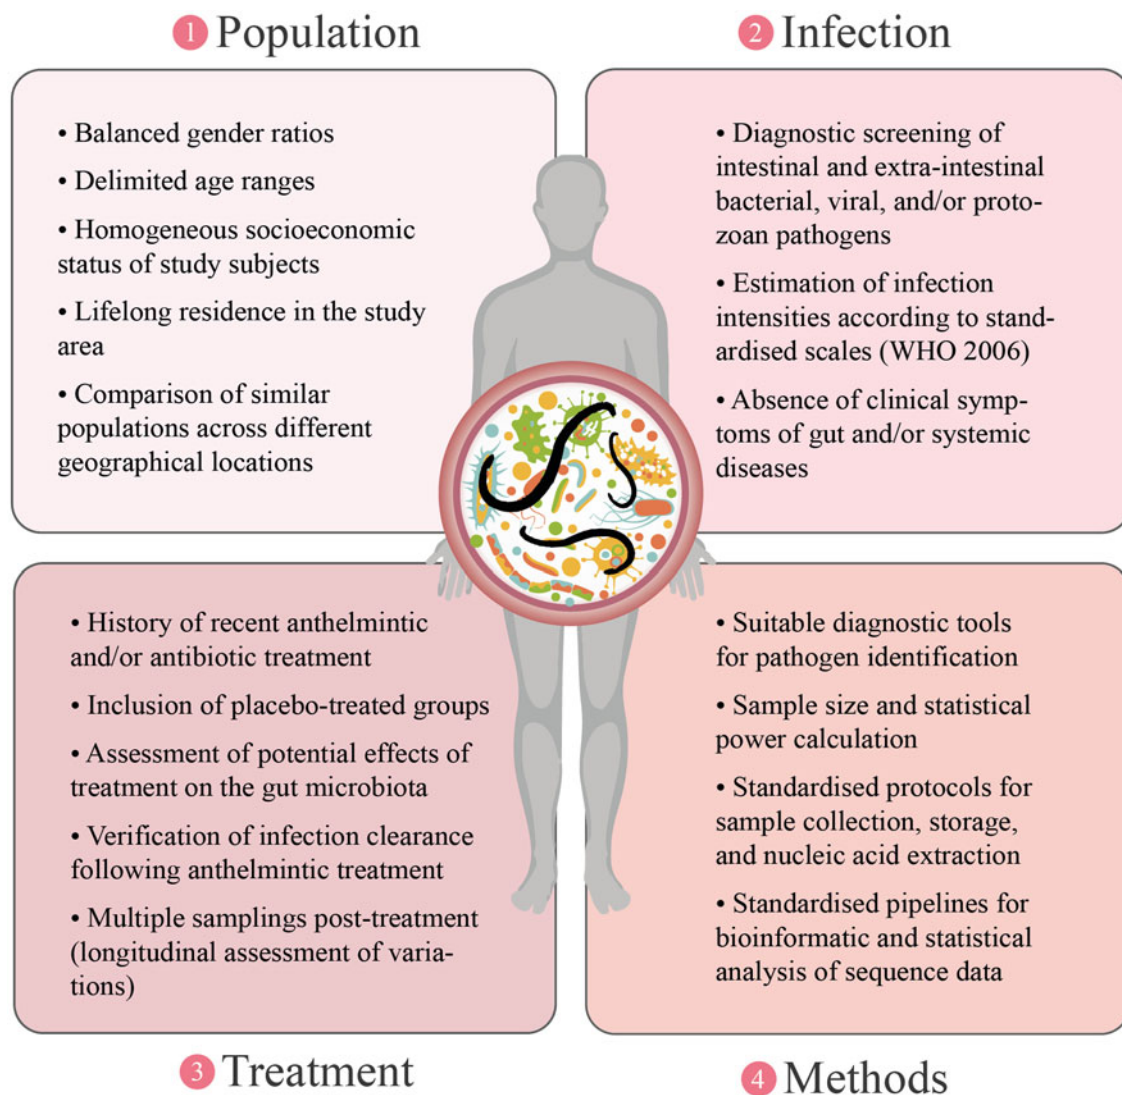 1 Population
• Balanced gender ratios
• Delimited age ranges
• Homogeneous socioeconomic
status of study subjects
• Lifelong residence in the study
area
• Comparison of similar
populations across different
geographical locations
2 Infection
• Diagnostic screening of
intestinal and extra-intestinal
bacterial, viral, and/or proto-
zoan pathogens
• Estimation of infection
intensities according to stand-
ardised scales (WHO 2006)
• Absence of clinical symp-
toms of gut and/or systemic
diseases
• History of recent anthelmintic
and/or antibiotic treatment
• Inclusion of placebo-treated groups
• Assessment of potential effects of
treatment on the gut microbiota
• Verification of infection clearance
following anthelmintic treatment
• Multiple samplings post-treatment
(longitudinal assessment of varia-
tions)
3 Treatment
• Suitable diagnostic tools
for pathogen identification
• Sample size and statistical
power calculation
• Standardised protocols for
sample collection, storage,
and nucleic acid extraction
• Standardised pipelines for
bioinformatic and statistical
analysis of sequence data
4 Methods